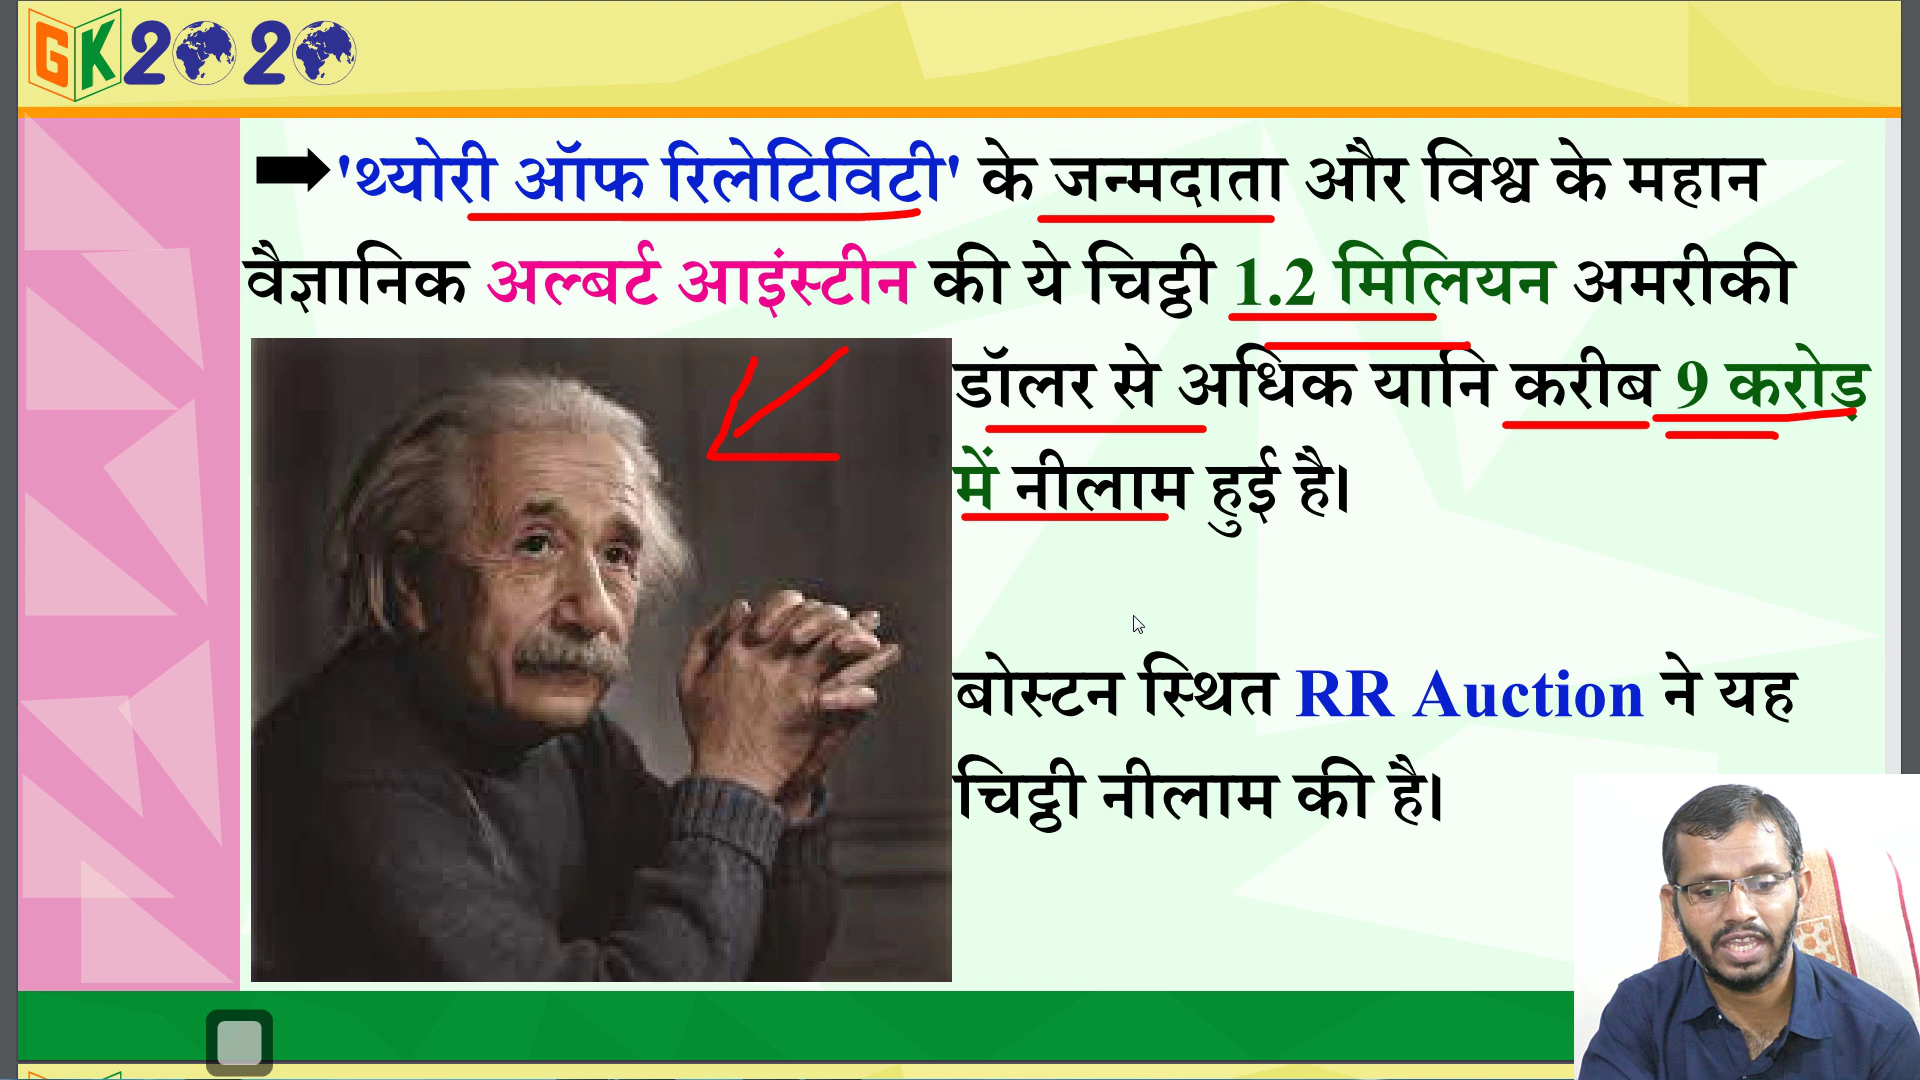 GK2020
'थ्योरी ऑफ रिलेटिविटी' के जन्मदाता और विश्व के महान
वैज्ञानिक अल्बर्ट आइंस्टीन की ये चिट्ठी 1.2 मिलियन अमरीकी
डॉलर से अधिक यानि करीब 9 करोड़
में नीलाम हुई है।
बोस्टन स्थित RR Auction ने यह
चिट्ठी नीलाम की है।